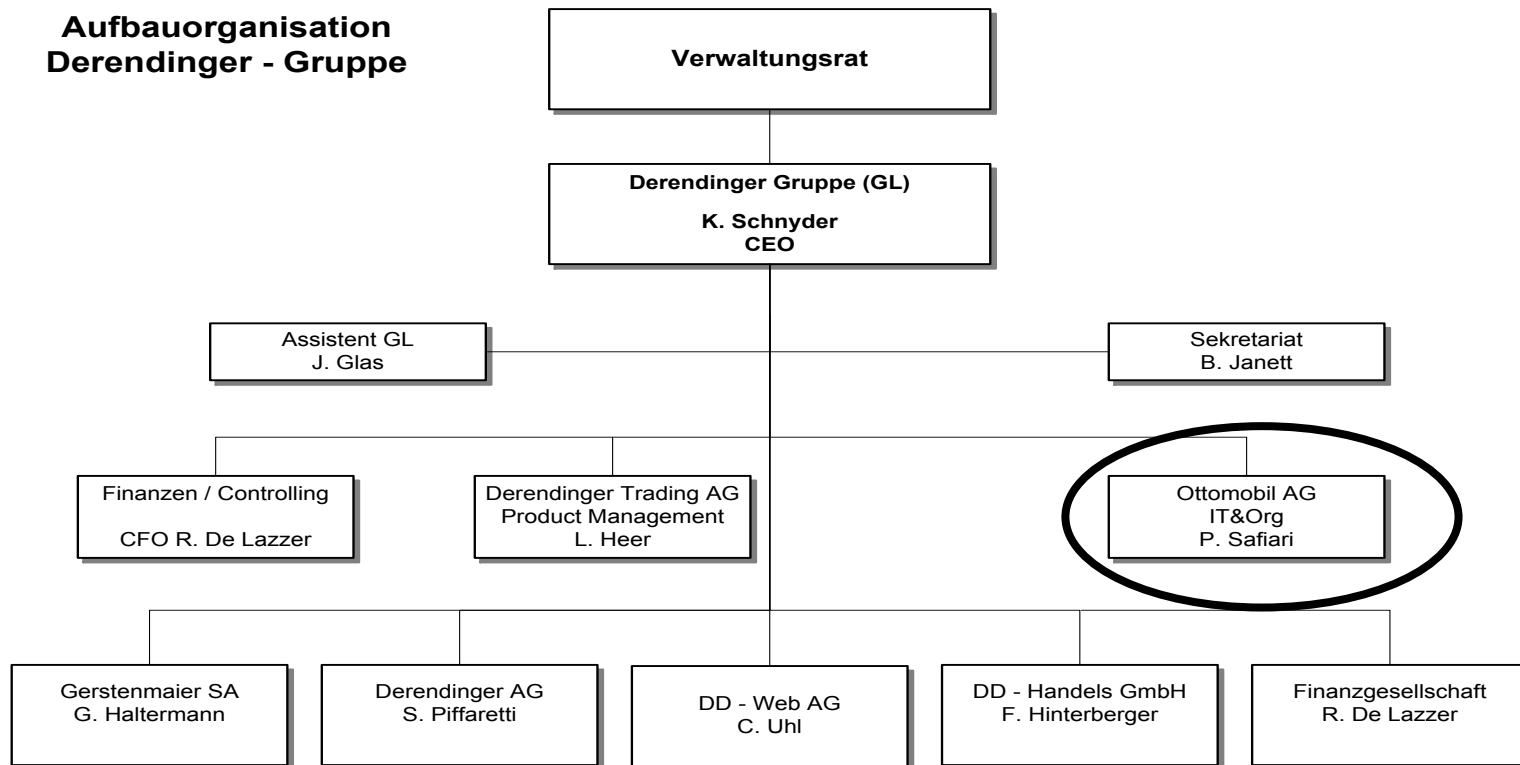 Aufbauorganisation
Derendinger - Gruppe
Verwaltungsrat
Derendinger Gruppe (GL)
K. Schnyder
CEO
Assistent GL
J. Glas
Sekretariat
B. Janett
Finanzen / Controlling
CFO R. De Lazzer
Derendinger Trading AG
Product Management
L. Heer
Ottomobil AG
IT&Org
P. Safiari
Gerstenmaier SA
G. Haltermann
Derendinger AG
S. Piffaretti
DD - Web AG
C. Uhl
DD - Handels GmbH
F. Hinterberger
Finanzgesellschaft
R. De Lazzer